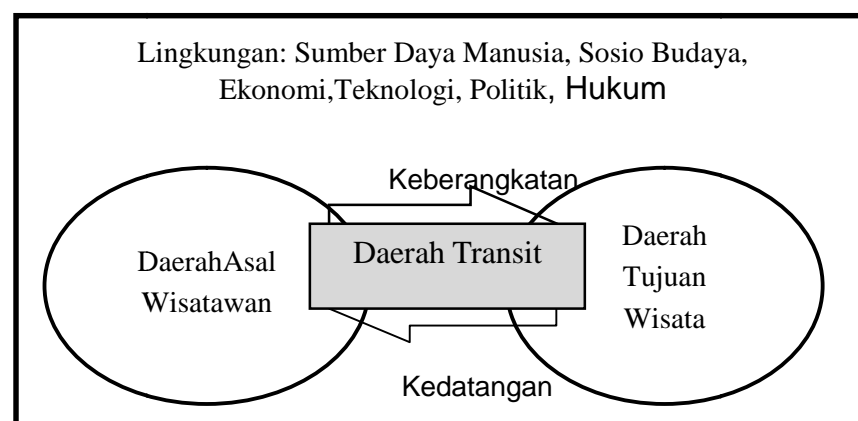 Lingkungan: Sumber Daya Manusia, Sosio Budaya,
Ekonomi,Teknologi, Politik, Hukum
Keberangkatan
DaerahAsal
Wisatawan
Daerah Transit
Daerah
Tujuan
Wisata
Kedatangan